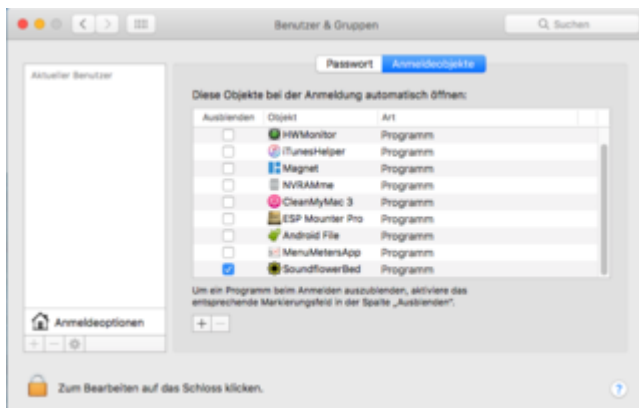 Benutzer & Gruppen
Suchen
Aktueller Benutzer
Passwort Anmeldeobjekte
Diese Objekte bei der Anmeldung automatisch öffnen:
Ausblenden Objekt Art
HWMonitor Programm
iTunesHelper Programm
Magnet Programm
NVRAMme Programm
CleanMyMac 3 Programm
ESP Mounter Pro Programm
Android File Programm
MenuMetersApp Programm
SoundflowerBed Programm
Um ein Programm beim Anmelden auszublenden, aktiviere das
entsprechende Markierungsfeld in der Spalte „Ausblenden“.
Anmeldeoptionen
Zum Bearbeiten auf das Schloss klicken.